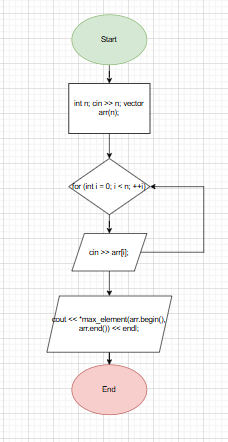 Start
int n; cin >> n; vector
arr(n);
for (int i = 0; i < n; ++i)
cin >> arr[i];
cout << *max_element(arr.begin(),
arr.end()) << endl;
End